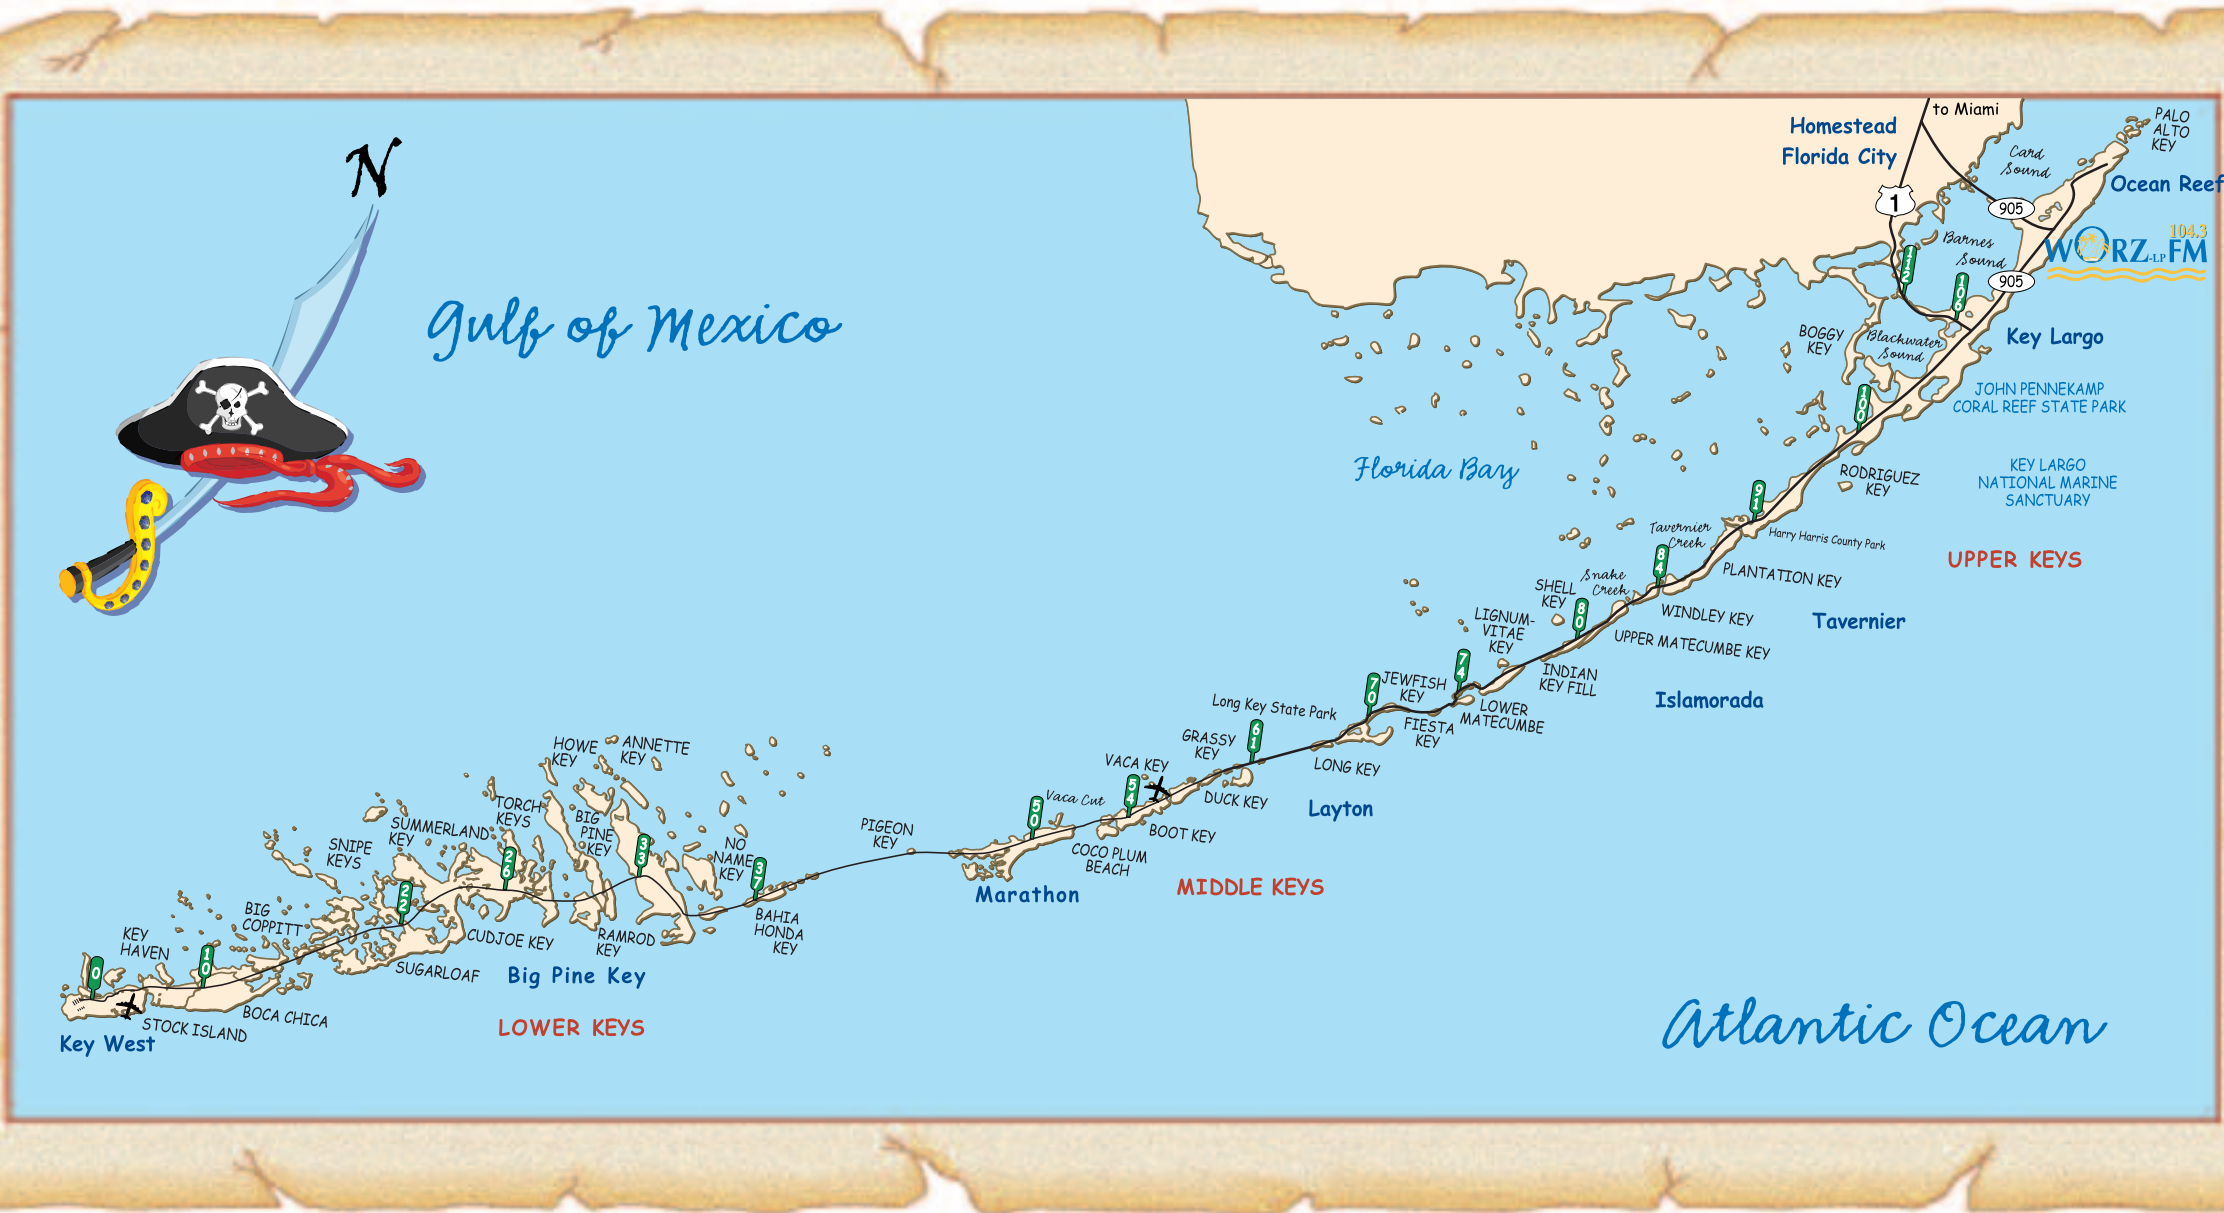 N
Gulf of Mexico
to Miami
Homestead
Florida City
1
Card
Sound
905
PALO
ALTO
KEY
Ocean Reef
104.3
WORZ-LP FM
Barnes
Sound
905
112
106
Key Largo
BOGGY
KEY
Blackwater
Sound
JOHN PENNEKAMP
CORAL REEF STATE PARK
100
Florida Bay
RODRIGUEZ
KEY
KEY LARGO
NATIONAL MARINE
SANCTUARY
91
Harry Harris County Park
UPPER KEYS
Tavernier
Creek
84
PLANTATION KEY
Snake
Creek
SHELL
KEY
80
WINDLEY KEY
Tavernier
LIGNUM-
VITAE
KEY
UPPER MATECUMBE KEY
INDIAN
KEY FILL
74
Islamorada
JEWFISH
KEY
70
LOWER
MATECUMBE
FIESTA
KEY
Long Key State Park
61
GRASSY
KEY
LONG KEY
VACA KEY
54
DUCK KEY
Layton
Vaca Cut
50
BOOT KEY
COCO PLUM
BEACH
Marathon
MIDDLE KEYS
PIGEON
KEY
HOWE
KEY
ANNETTE
KEY
TORCH
KEYS
BIG
PINE
KEY
SUMMERLAND
KEY
SNIPE
KEYS
26
33
NO
NAME
KEY
37
22
BIG
COPPITT
BAHIA
HONDA
KEY
KEY
HAVEN
10
0
CUDJOE KEY
RAMROD
KEY
SUGARLOAF
Big Pine Key
BOCA CHICA
STOCK ISLAND
Key West
LOWER KEYS
Atlantic Ocean